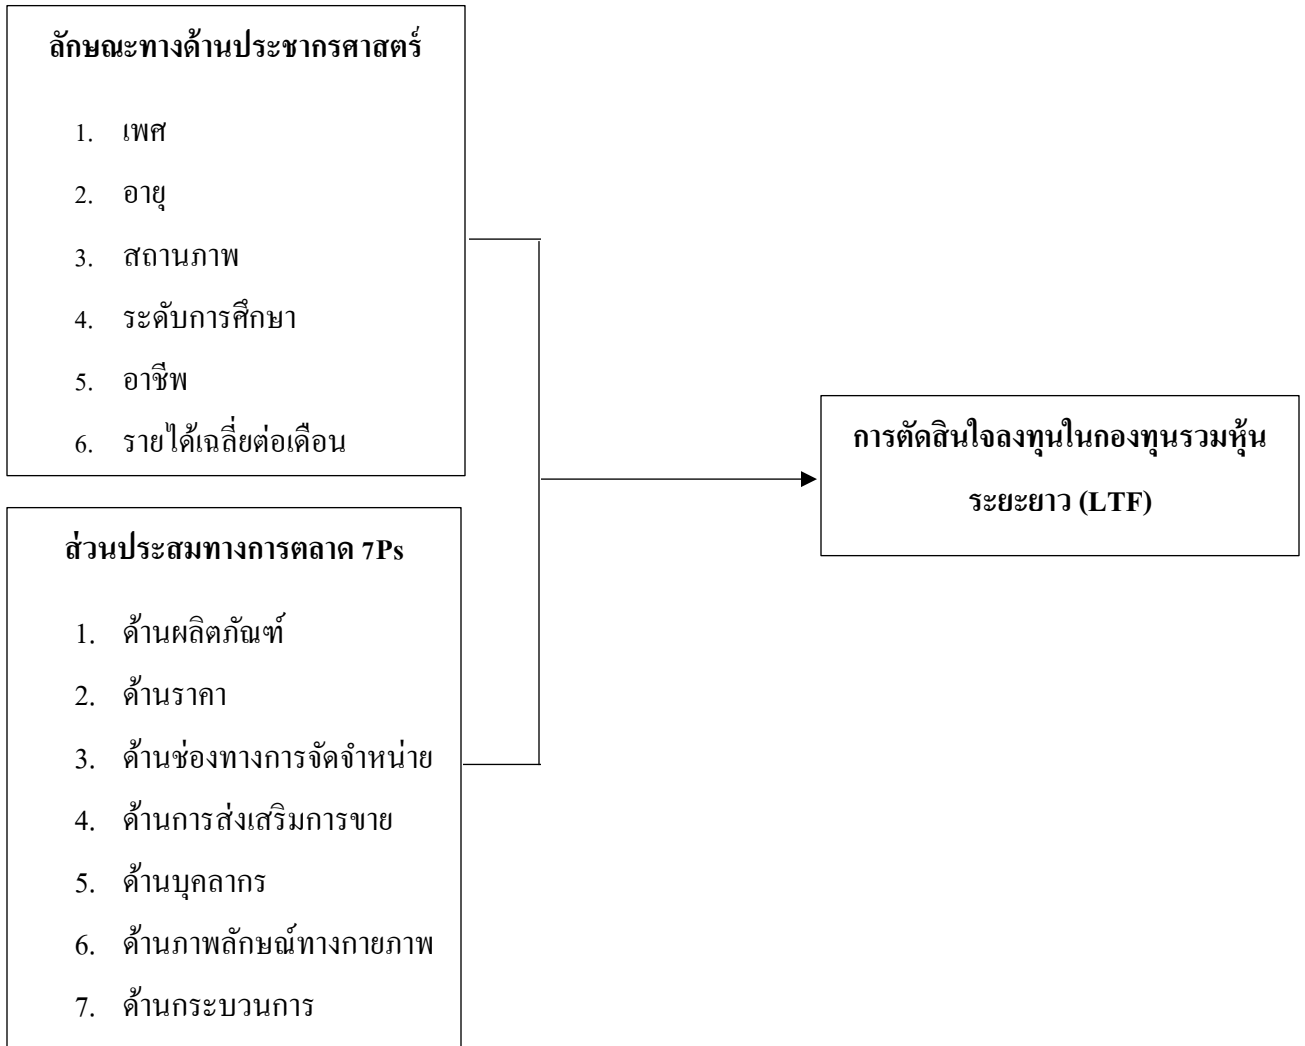 ลักษณะทางด้านประชากรศาสตร์
1. เพศ
2. อายุ
3. สถานภาพ
4. ระดับการศึกษา
5. อาชีพ
6. รายได้เฉลี่ยต่อเดือน
ส่วนประสมทางการตลาด 7Ps
1. ด้านผลิตภัณฑ์
2. ด้านราคา
3. ด้านช่องทางการจัดจำหน่าย
4. ด้านการส่งเสริมการขาย
5. ด้านบุคลากร
6. ด้านภาพลักษณ์ทางกายภาพ
7. ด้านกระบวนการ
การตัดสินใจลงทุนในกองทุนรวมหุ้น
ระยะยาว (LTF)